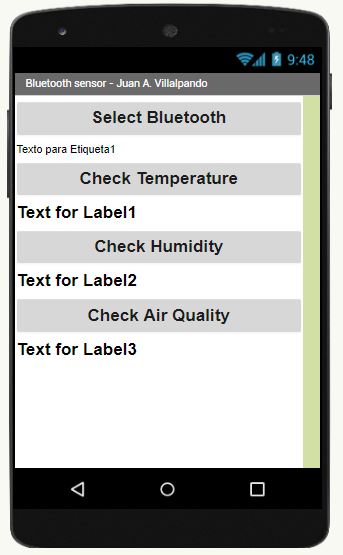 9:48
Bluetooth sensor - Juan A. Villalpando
Select Bluetooth
Texto para Etiqueta1
Check Temperature
Text for Label1
Check Humidity
Text for Label2
Check Air Quality
Text for Label3